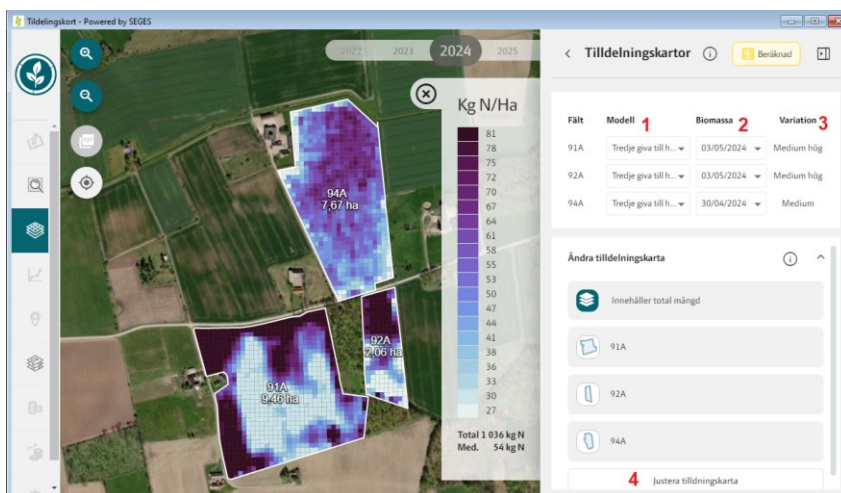 Tildelingskort - Powered by SEGES
2022 2023 2024 2025
Tilldelningskartor
Beräknad
Kg N/Ha
81
78
75
72
70
67
64
61
58
55
53
50
47
44
41
38
36
33
30
27
Total 1 036 kg N
Med. 54 kg N
94A
7,67 ha
92A
2,06 ha
91A
9,46 ha
Fält Modell 1 Biomassa 2 Variation 3
91A Tredje giva till h... 03/05/2024 Medium hög
92A Tredje giva till h... 03/05/2024 Medium hög
94A Tredje giva till h... 30/04/2024 Medium
Ändra tilldelningskarta
Innehåller total mängd
91A
92A
94A
4 Justera tilldningskarta